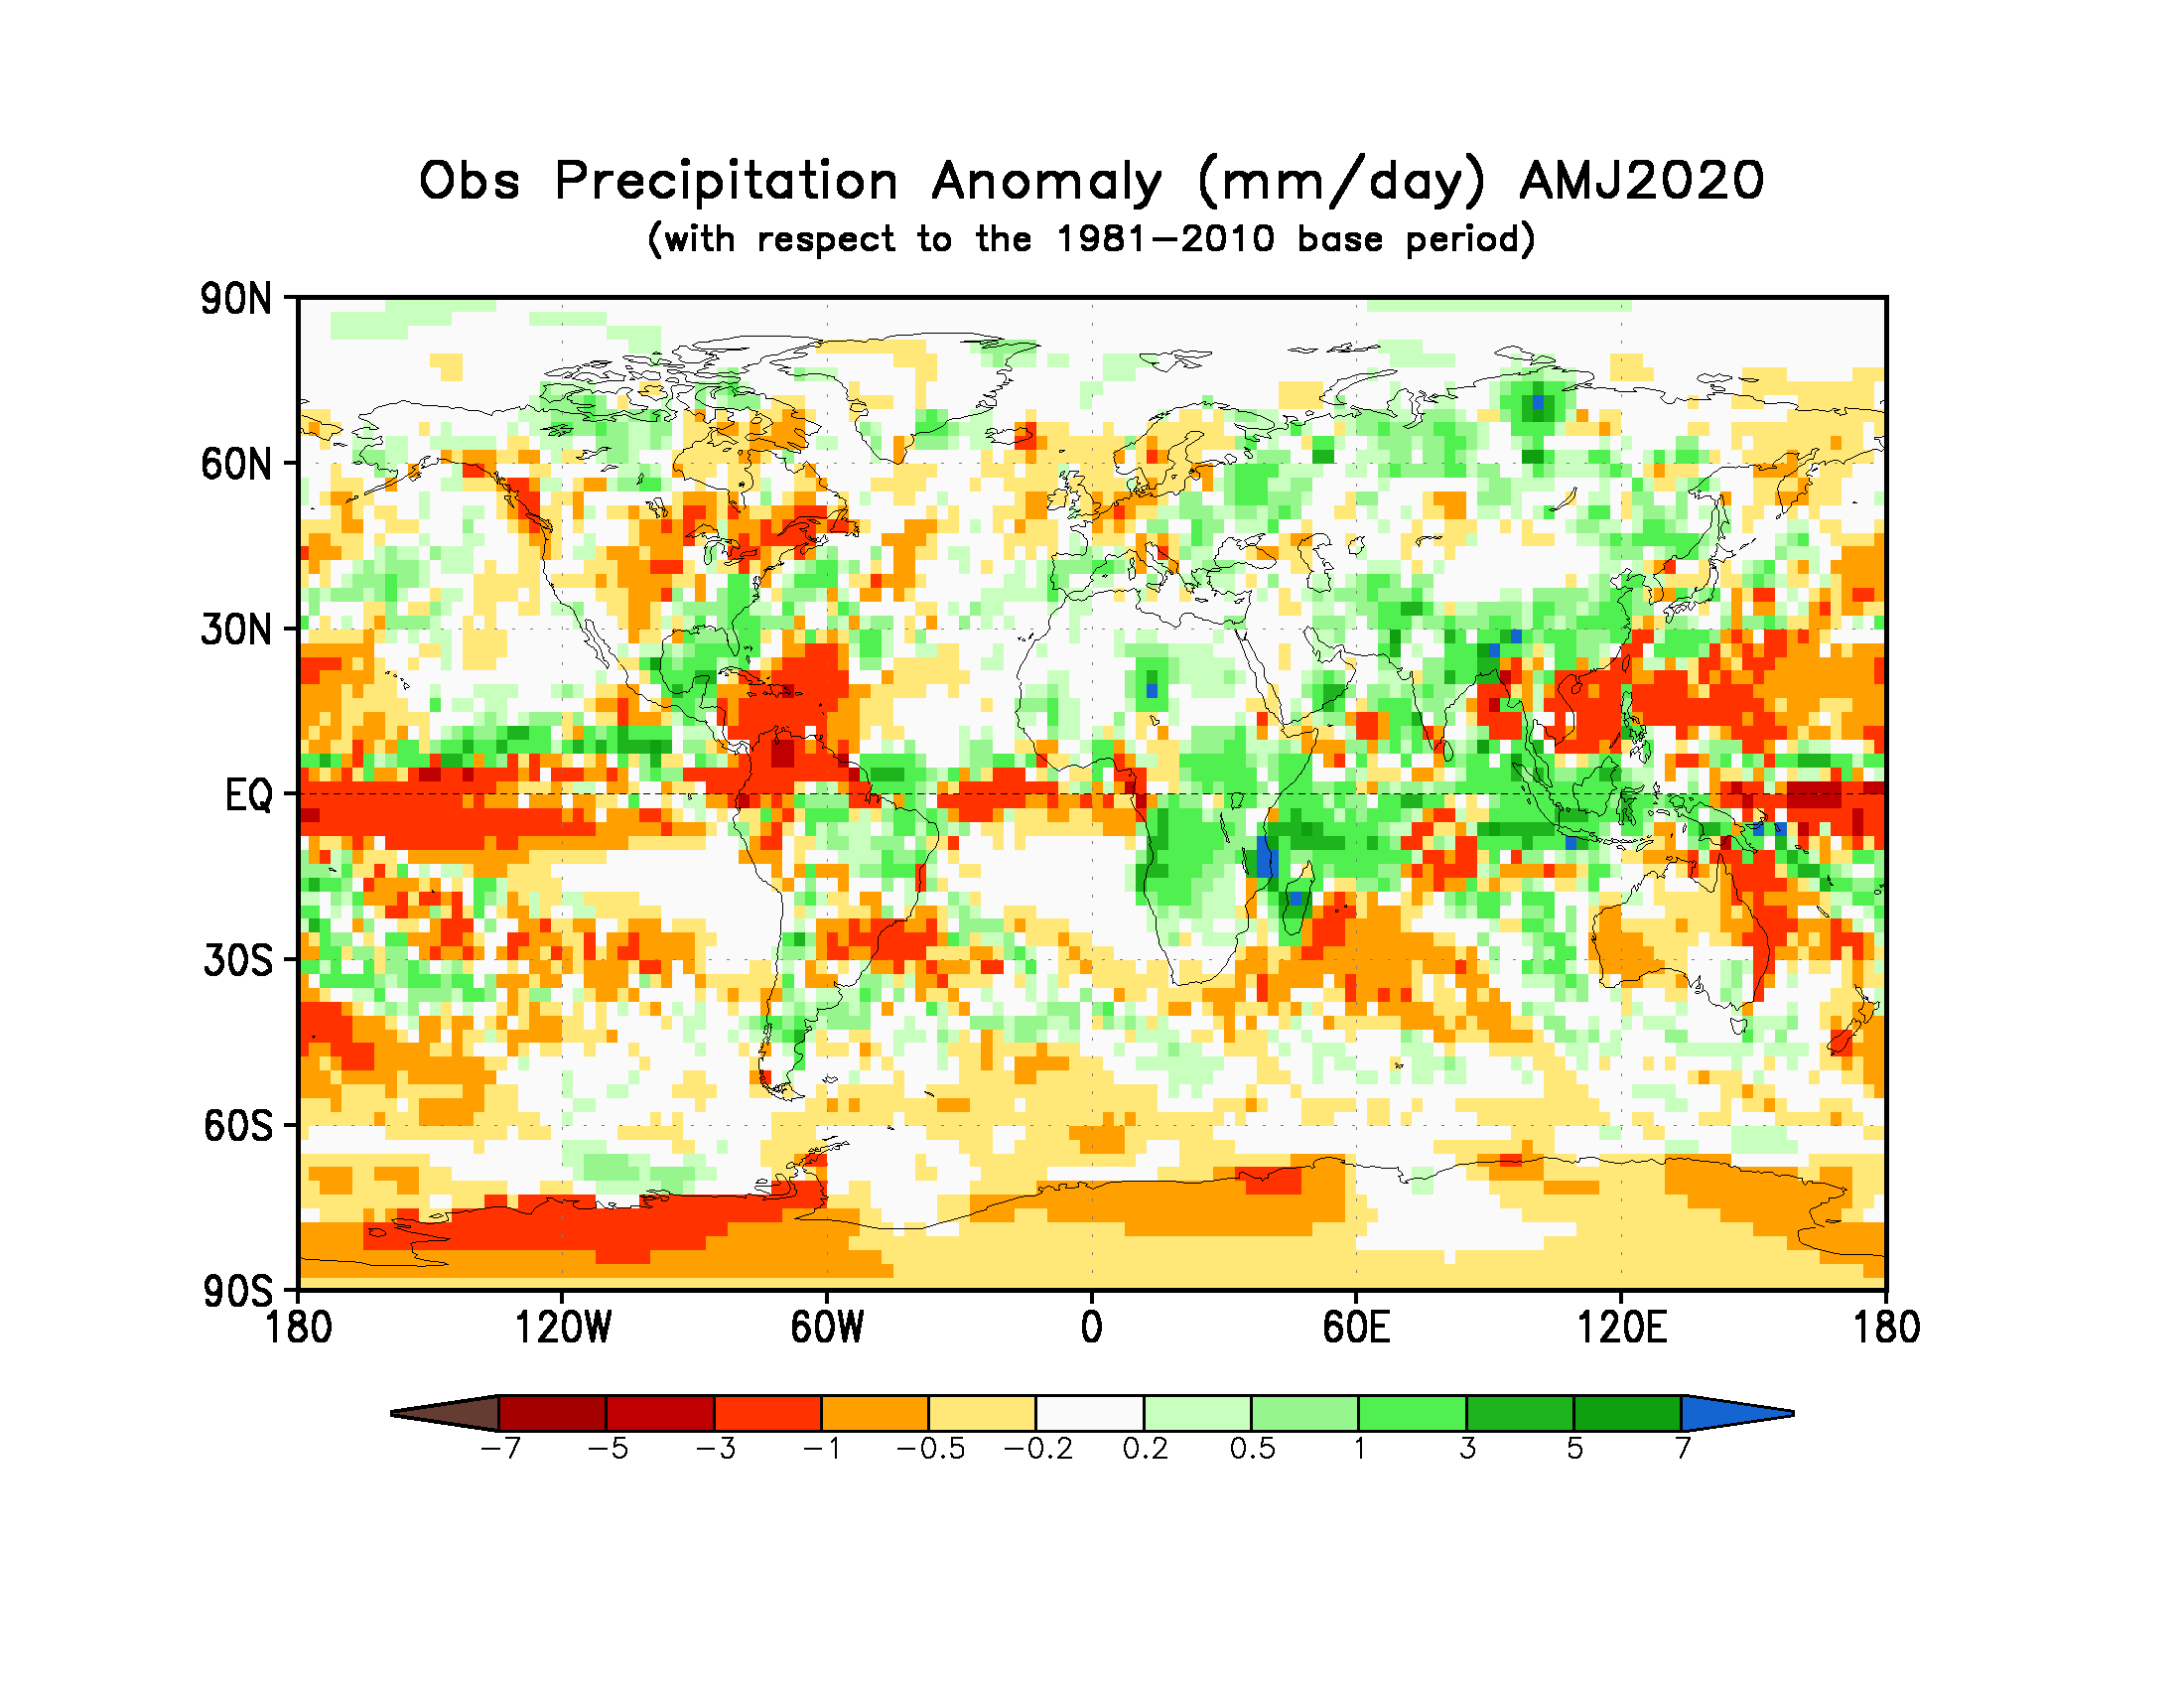 Obs Precipitation Anomaly (mm/day) AMJ2020
(with respect to the 1981−2010 base period)
90N
60N
30N
EQ
30S
60S
90S
180 120W 60W 0 60E 120E 180
−7 −5 −3 −1 −0.5 −0.2 0.2 0.5 1 3 5 7